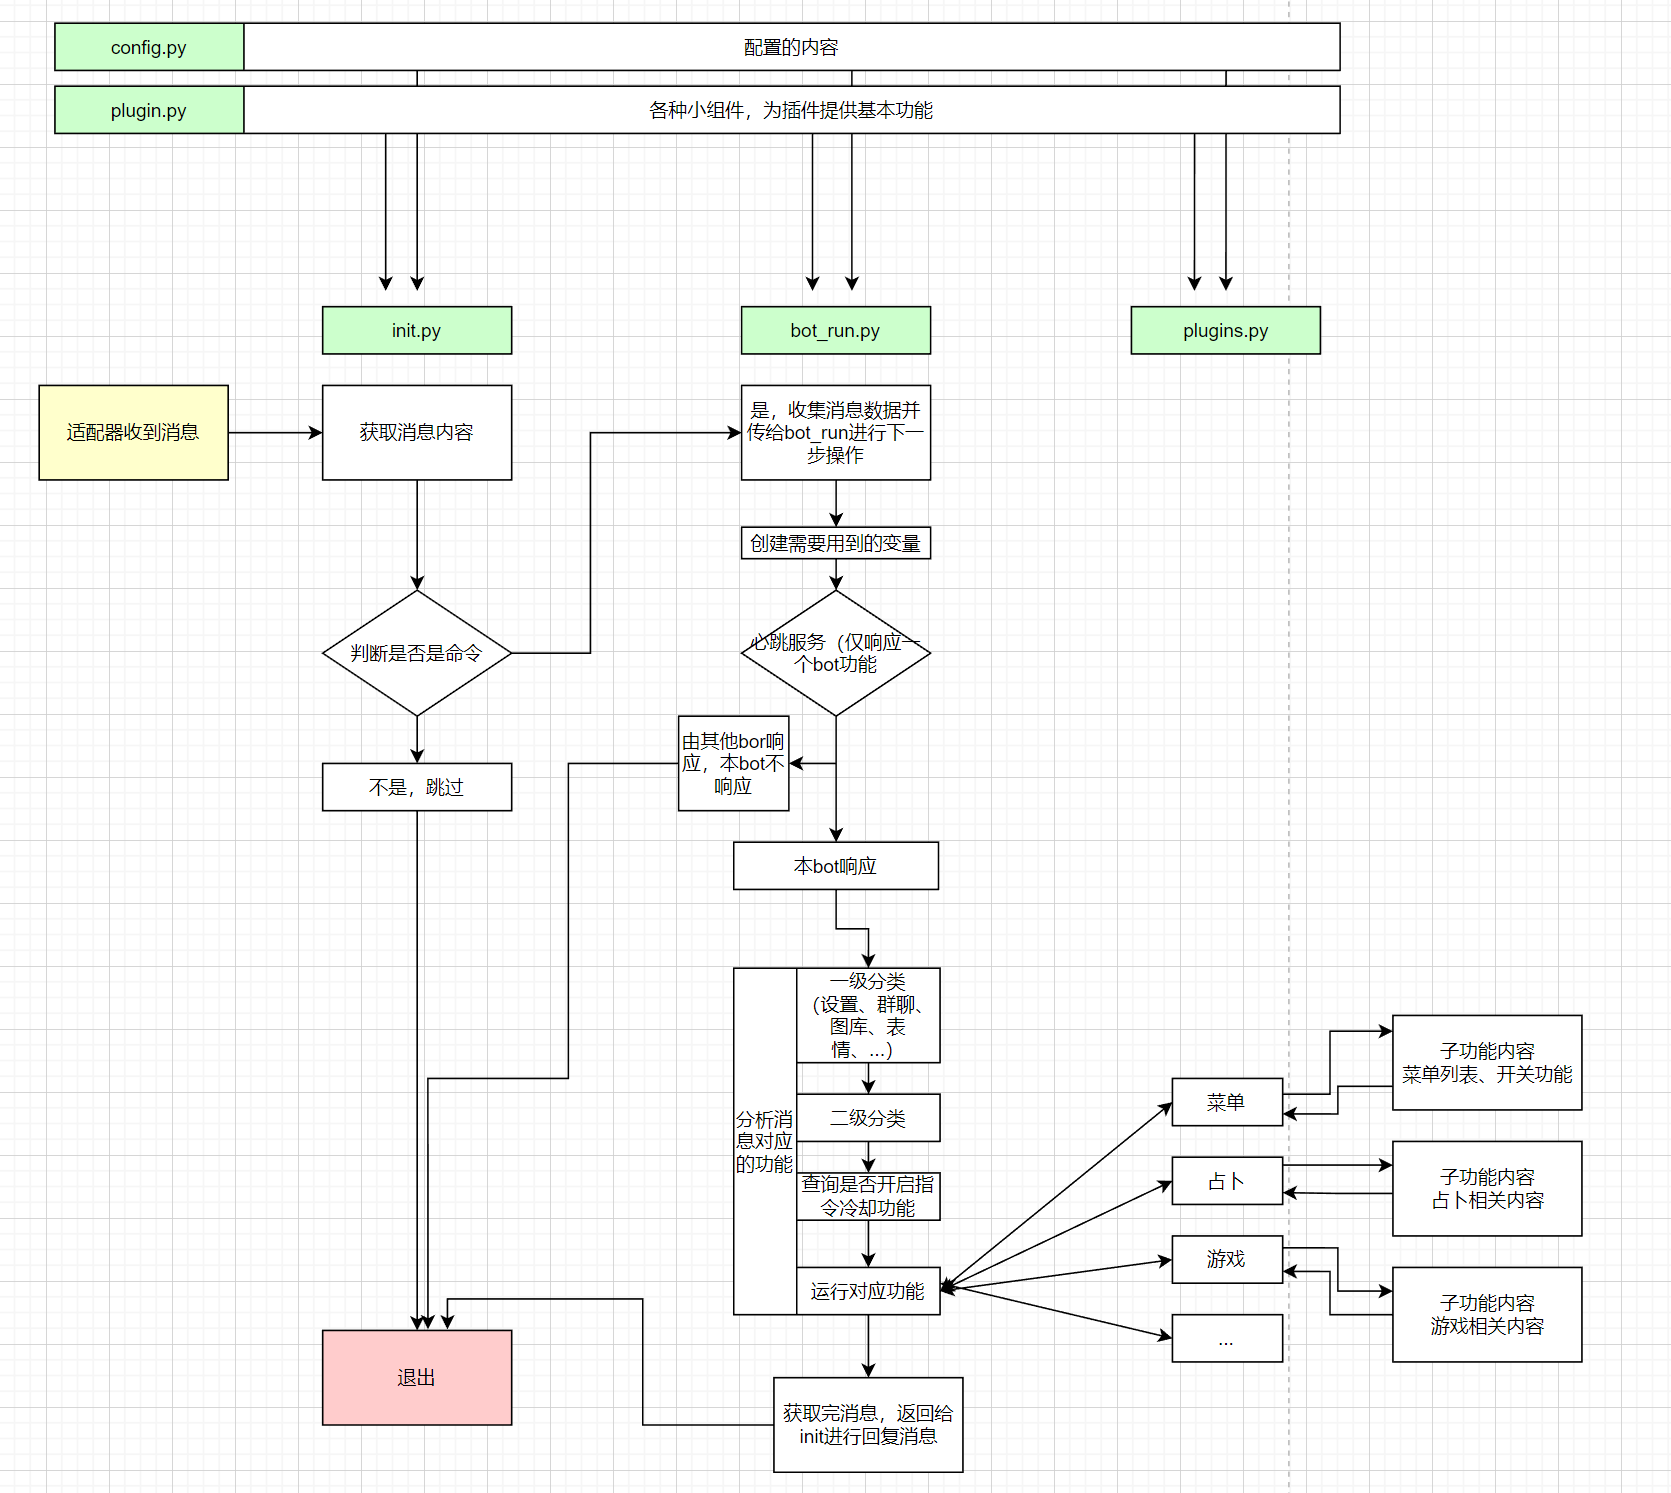 config.py
配置的内容
plugin.py
各种小组件，为插件提供基本功能
init.py
bot_run.py
plugins.py
适配器收到消息
获取消息内容
是，收集消息数据并
传给bot_run进行下一
步操作
创建需要用到的变量
判断是否是命令
心跳服务（仅响应一
个bot功能
由其他bor响
应，本bot不
响应
不是，跳过
本bot响应
分析消
息对应
的功能
一级分类
（设置、群聊、
图库、表
情、...）
二级分类
查询是否开启指
令冷却功能
运行对应功能
菜单
子功能内容
菜单列表、开关功能
占卜
子功能内容
占卜相关内容
游戏
子功能内容
游戏相关内容
...
退出
获取完消息，返回给
init进行回复消息